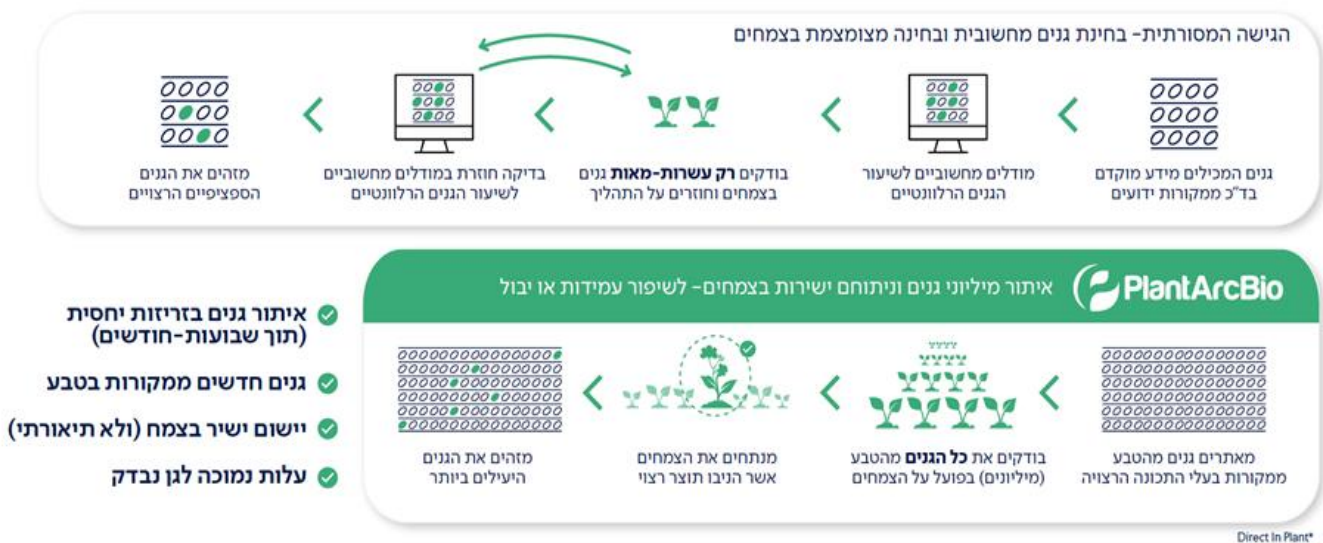 הגישה המסורתית- בחינת גנים מחשובית ובחינה מצומצמת בצמחים
גנים המכילים מידע מוקדם
בד"כ ממקורות ידועים
מודלים מחשוביים לשיעור
הגנים הרלוונטיים
בודקים רק עשרות-מאות גנים
בצמחים וחוזרים על התהליך
בדיקה חוזרת במודלים מחשוביים
לשיעור הגנים הרלוונטיים
מזהים את הגנים
הספציפיים הרצויים
PlantArcBio
איתור מיליוני גנים וניתוחם ישירות בצמחים- לשיפור עמידות או יבול
מאתרים גנים מהטבע
ממקורות בעלי התכונה הרצויה
בודקים את כל הגנים מהטבע
(מיליונים) בפועל על הצמחים
מנתחים את הצמחים
אשר הניבו תוצר רצוי
מזהים את הגנים
היעילים ביותר
איתור גנים בזריזות יחסית
(תוך שבועות-חודשים)
גנים חדשים ממקורות בטבע
יישום ישיר בצמח (ולא תיאורתי)
עלות נמוכה לגן נבדק
Direct In Plant*